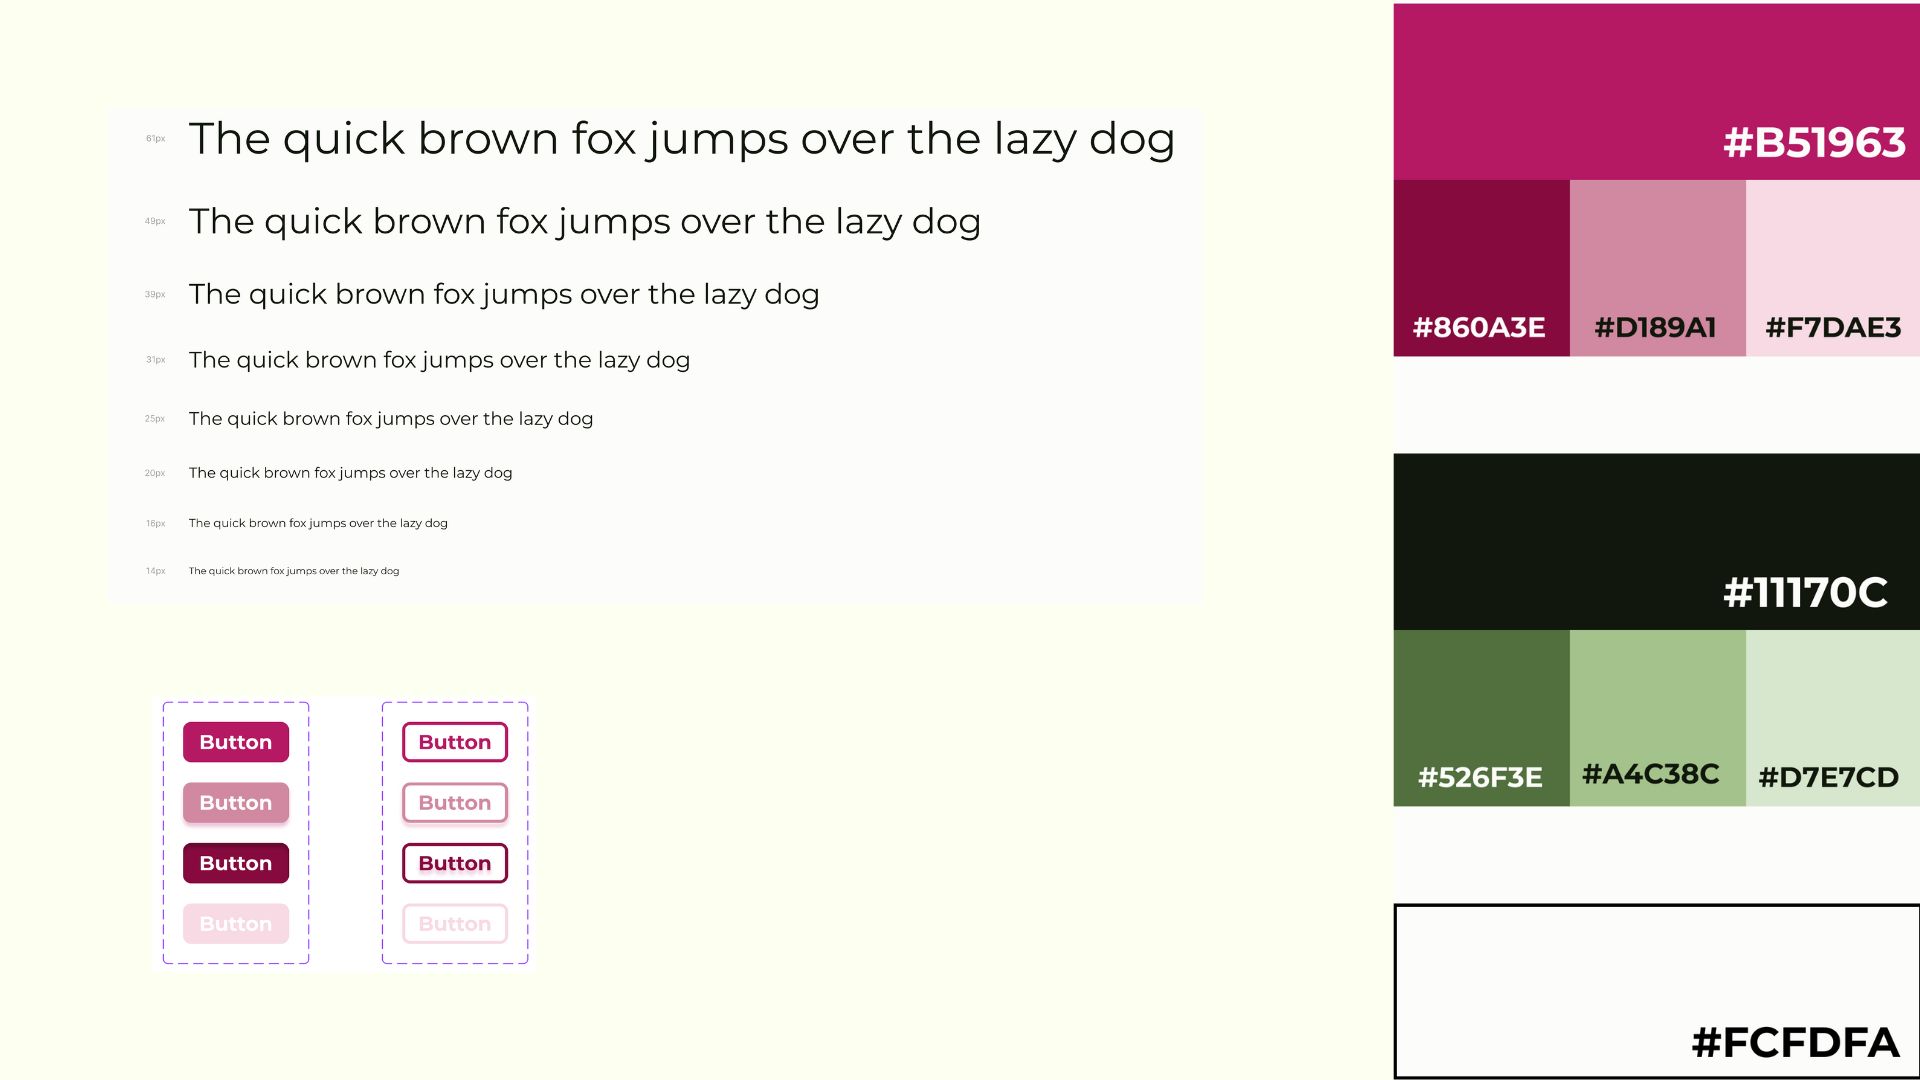 61px The quick brown fox jumps over the lazy dog
49px The quick brown fox jumps over the lazy dog
39px The quick brown fox jumps over the lazy dog
31px The quick brown fox jumps over the lazy dog
25px The quick brown fox jumps over the lazy dog
20px The quick brown fox jumps over the lazy dog
16px The quick brown fox jumps over the lazy dog
14px The quick brown fox jumps over the lazy dog
Button
Button
Button
Button
Button
Button
Button
Button
#B51963
#860A3E
#D189A1
#F7DAE3
#11170C
#526F3E
#A4C38C
#D7E7CD
#FCFDFA